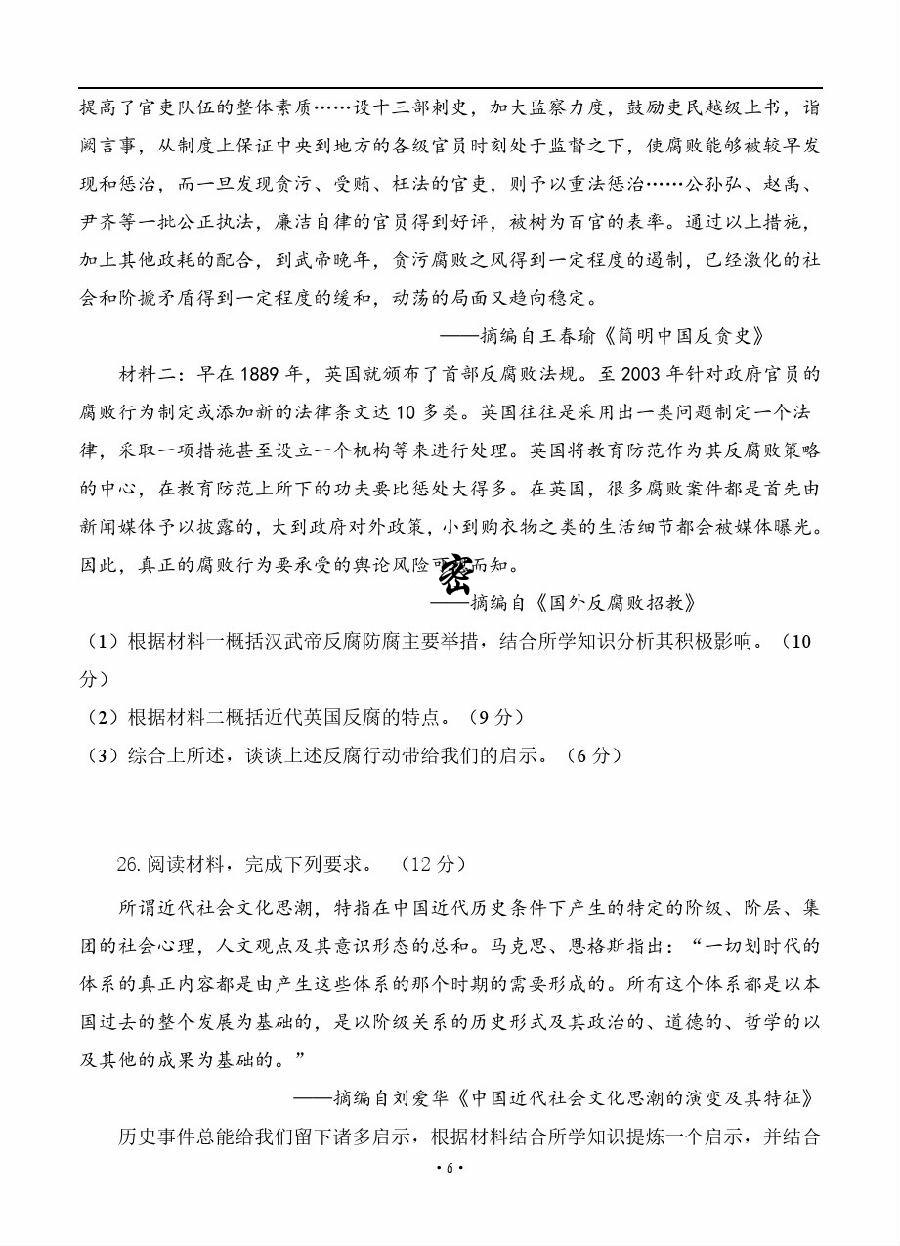 提高了官吏队伍的整体素质……设十三部刺史，加大监察力度，鼓励吏民越级上书，诣
阙言事，从制度上保证中央到地方的各级官员时刻处于监督之下，使腐败能够被较早发
现和惩治，而一旦发现贪污、受贿、枉法的官吏，则予以重法惩治……公孙弘、赵禹、
尹齐等一批公正执法，廉洁自律的官员得到好评，被树为百官的表率。通过以上措施，
加上其他政耗的配合，到武帝晚年，贪污腐败之风得到一定程度的遏制，已经激化的社
会和阶搋矛盾得到一定程度的缓和，动荡的局面又趋向稳定。
——摘编自王春瑜《简明中国反贪史》
材料二：早在 1889 年，英国就颁布了首部反腐败法规。至 2003 年针对政府官员的
腐败行为制定或添加新的法律条文达 10 多类。英国往往是采用出一类问题制定一个法
律，采取一项措施甚至设立一个机构等来进行处理。英国将教育防范作为其反腐败策略
的中心，在教育防范上所下的功夫要比惩处大得多。在英国，很多腐败案件都是首先由
新闻媒体予以披露的，大到政府对外政策，小到购衣物之类的生活细节都会被媒体曝光。
因此，真正的腐败行为要承受的舆论风险可 而知。
密
——摘编自《国外反腐败招教》
（1）根据材料一概括汉武帝反腐防腐主要举措，结合所学知识分析其积极影响。（10
分）
（2）根据材料二概括近代英国反腐的特点。（9 分）
（3）综合上所述，谈谈上述反腐行动带给我们的启示。（6 分）
26. 阅读材料，完成下列要求。 （12 分）
所谓近代社会文化思潮，特指在中国近代历史条件下产生的特定的阶级、阶层、集
团的社会心理，人文观点及其意识形态的总和。马克思、恩格斯指出：“一切划时代的
体系的真正内容都是由产生这些体系的那个时期的需要形成的。所有这个体系都是以本
国过去的整个发展为基础的，是以阶级关系的历史形式及其政治的、道德的、哲学的以
及其他的成果为基础的。”
——摘编自刘爱华《中国近代社会文化思潮的演变及其特征》
历史事件总能给我们留下诸多启示，根据材料结合所学知识提炼一个启示，并结合
· 6 ·